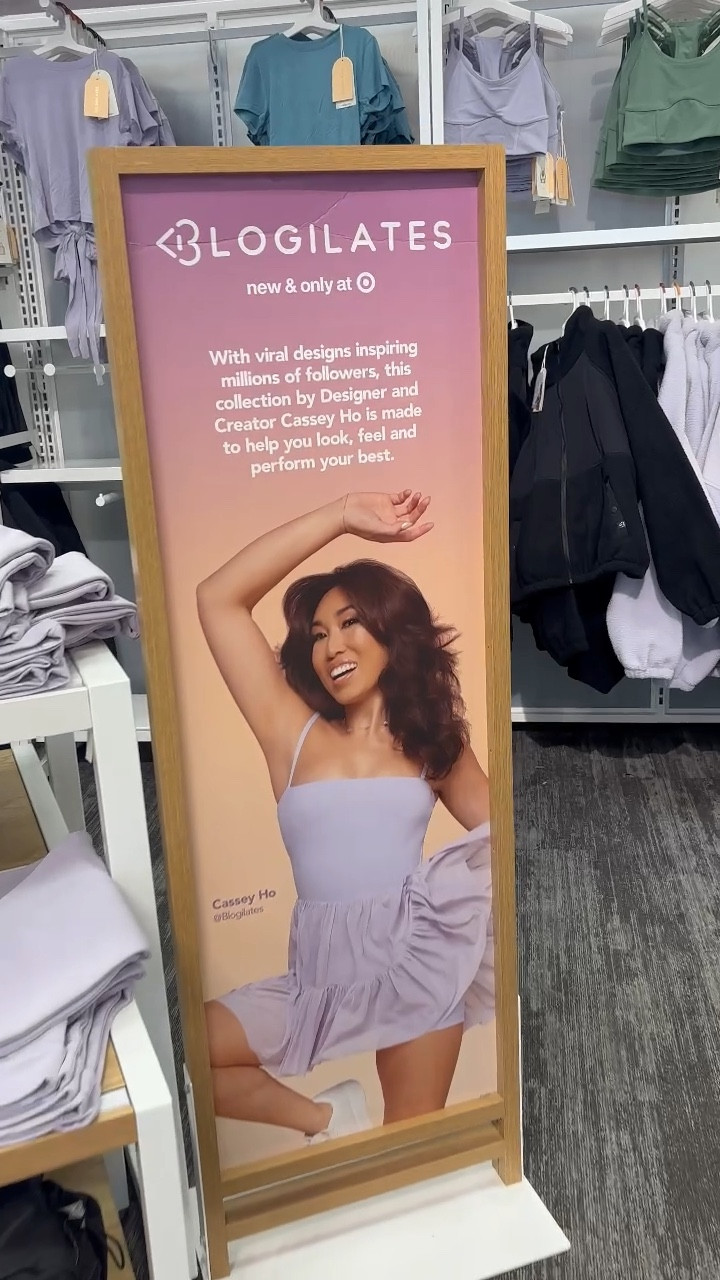 BLOGILATES
new & only at
With viral designs inspiring
millions of followers, this
collection by Designer and
Creator Cassey Ho is made
to help you look, feel and
perform your best.
Cassey Ho
@Blogilates